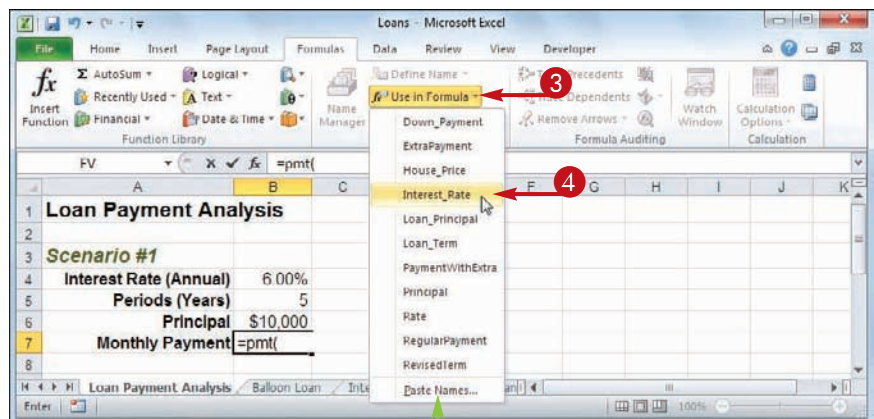 Loans - Microsoft Excel
File Home Insert Page Layout Formulas Data Review View Developer
Σ AutoSum
Recently Used
Financial
Logical
Text
Date & Time
Insert Function
Function Library
Name Manager
Define Name
Use in Formula
3
Trace Precedents
Trace Dependents
Remove Arrows
Formula Auditing
Watch Window
Calculation Options
Calculation
FV fx =pmt(
Down_Payment
ExtraPayment
House_Price
Interest_Rate
4
Loan_Principal
Loan_Term
PaymentWithExtra
Principal
Rate
RegularPayment
RevisedTerm
Paste Names...
A B C F G H I J K
1 Loan Payment Analysis
2
3 Scenario #1
4 Interest Rate (Annual) 6.00%
5 Periods (Years) 5
6 Principal $10,000
7 Monthly Payment =pmt(
8
Loan Payment Analysis Balloon Loan
Enter 100%